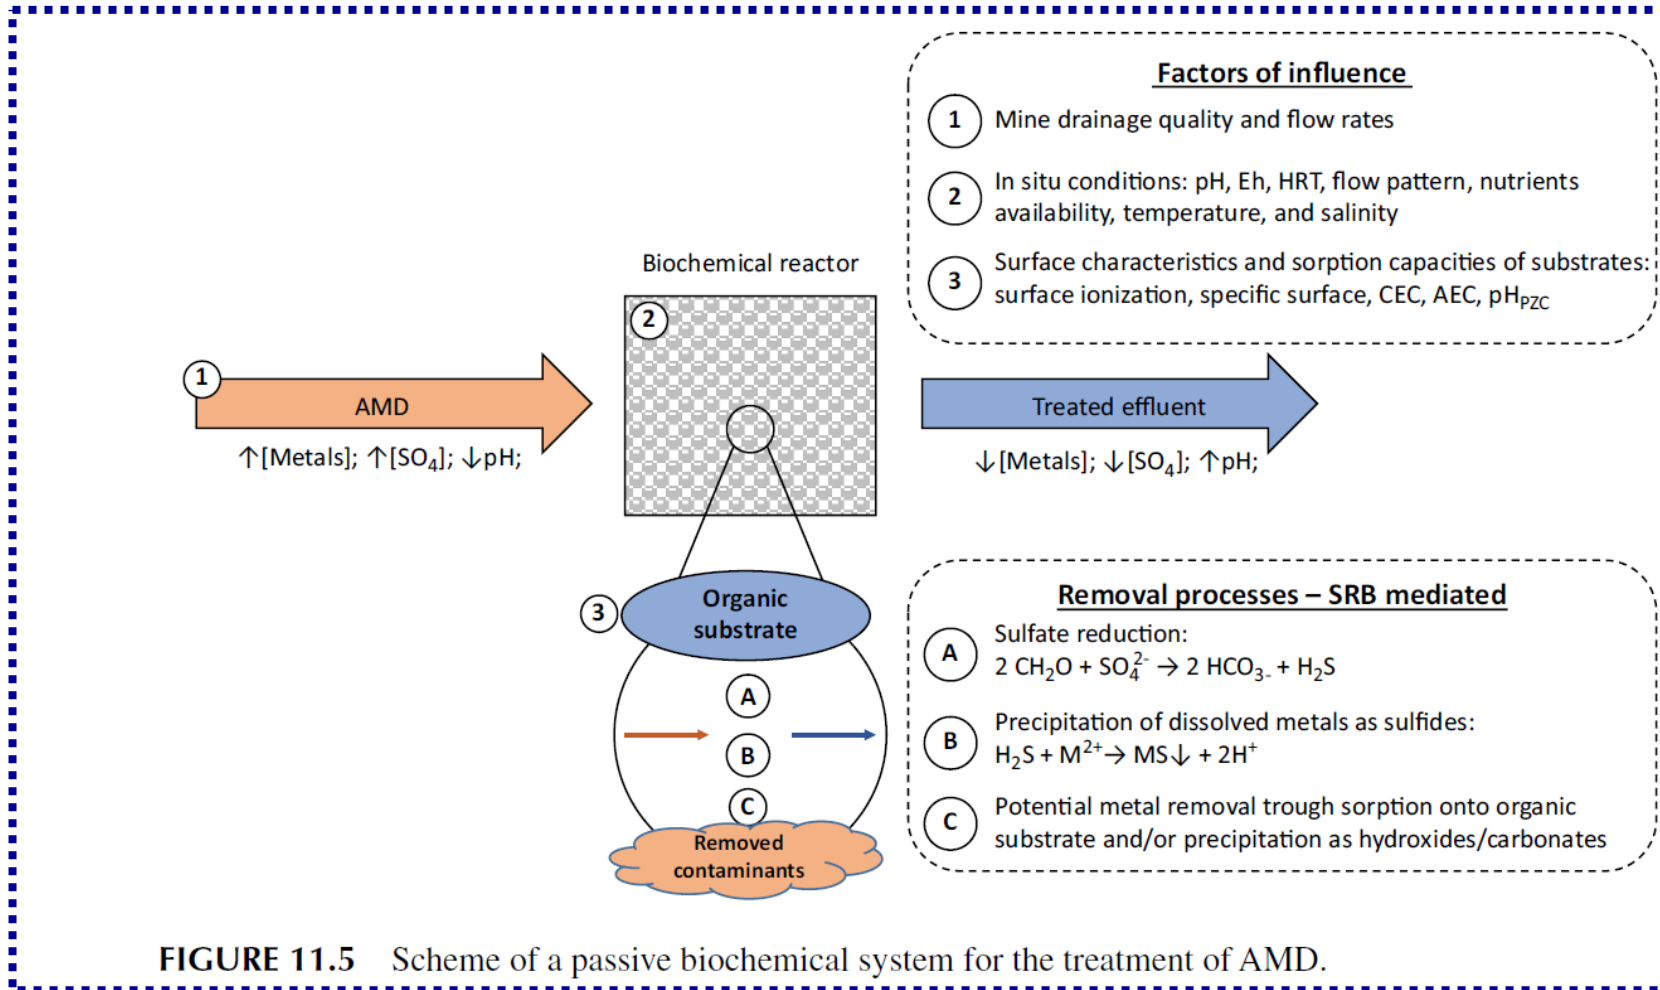 Factors of influence
1 Mine drainage quality and flow rates
2 In situ conditions: pH, Eh, HRT, flow pattern, nutrients
availability, temperature, and salinity
3 Surface characteristics and sorption capacities of substrates:
surface ionization, specific surface, CEC, AEC, pH_PZC
Biochemical reactor
2
1
AMD
↑[Metals]; ↑[SO₄]; ↓pH;
Treated effluent
↓[Metals]; ↓[SO₄]; ↑pH;
3
Organic
substrate
A
B
C
Removed
contaminants
Removal processes – SRB mediated
A Sulfate reduction:
2 CH₂O + SO₄²⁻ → 2 HCO₃₋ + H₂S
B Precipitation of dissolved metals as sulfides:
H₂S + M²⁺→ MS↓ + 2H⁺
C Potential metal removal trough sorption onto organic
substrate and/or precipitation as hydroxides/carbonates
FIGURE 11.5 Scheme of a passive biochemical system for the treatment of AMD.